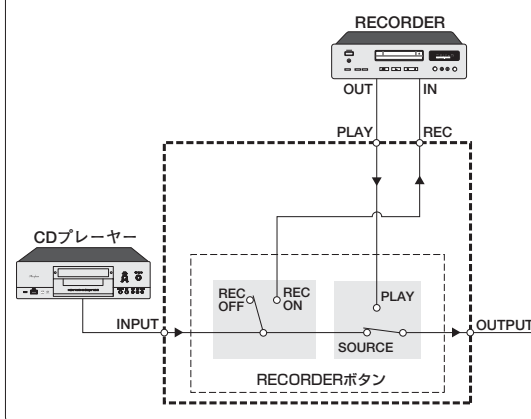 RECORDER
OUT
IN
PLAY
REC
CDプレーヤー
REC
OFF
REC
ON
PLAY
INPUT
OUTPUT
SOURCE
RECORDERボタン